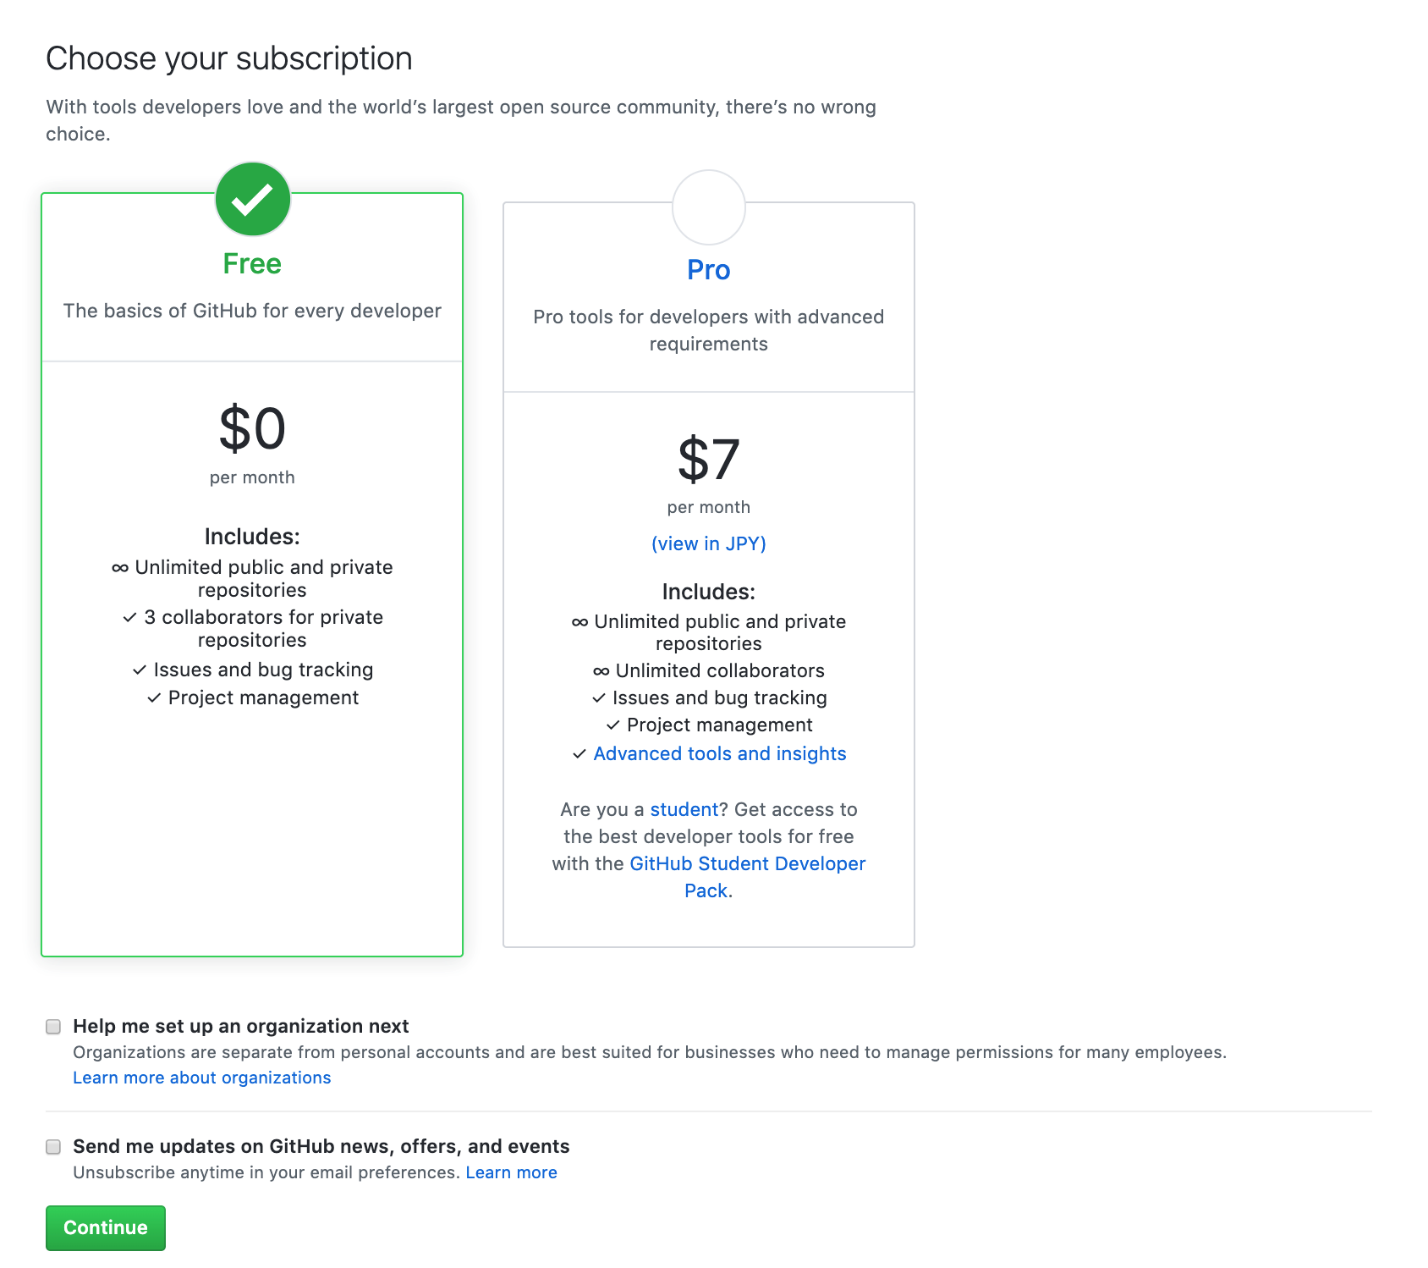 Choose your subscription
With tools developers love and the world’s largest open source community, there’s no wrong
choice.
Free
The basics of GitHub for every developer
$0
per month
Includes:
∞ Unlimited public and private
repositories
✓ 3 collaborators for private
repositories
✓ Issues and bug tracking
✓ Project management
Pro
Pro tools for developers with advanced
requirements
$7
per month
(view in JPY)
Includes:
∞ Unlimited public and private
repositories
∞ Unlimited collaborators
✓ Issues and bug tracking
✓ Project management
✓ Advanced tools and insights
Are you a student? Get access to
the best developer tools for free
with the GitHub Student Developer
Pack.
Help me set up an organization next
Organizations are separate from personal accounts and are best suited for businesses who need to manage permissions for many employees.
Learn more about organizations
Send me updates on GitHub news, offers, and events
Unsubscribe anytime in your email preferences. Learn more
Continue